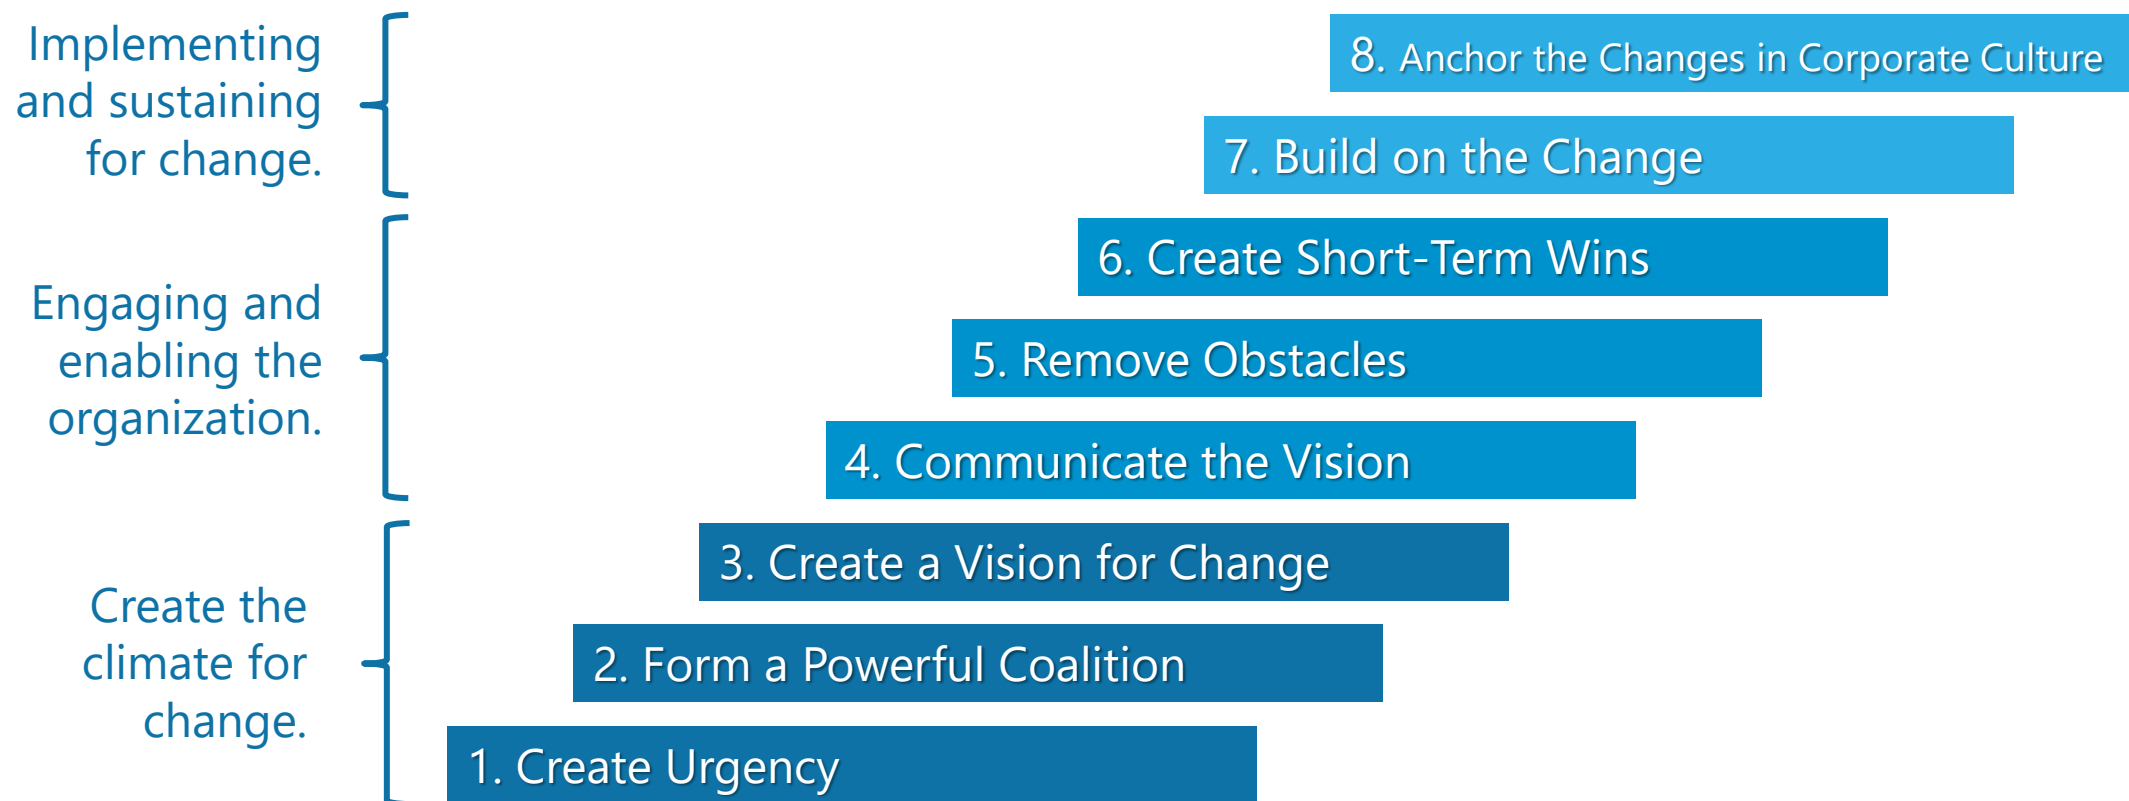 Implementing
and sustaining
for change.
8. Anchor the Changes in Corporate Culture
7. Build on the Change
Engaging and
enabling the
organization.
6. Create Short-Term Wins
5. Remove Obstacles
4. Communicate the Vision
Create the
climate for
change.
3. Create a Vision for Change
2. Form a Powerful Coalition
1. Create Urgency